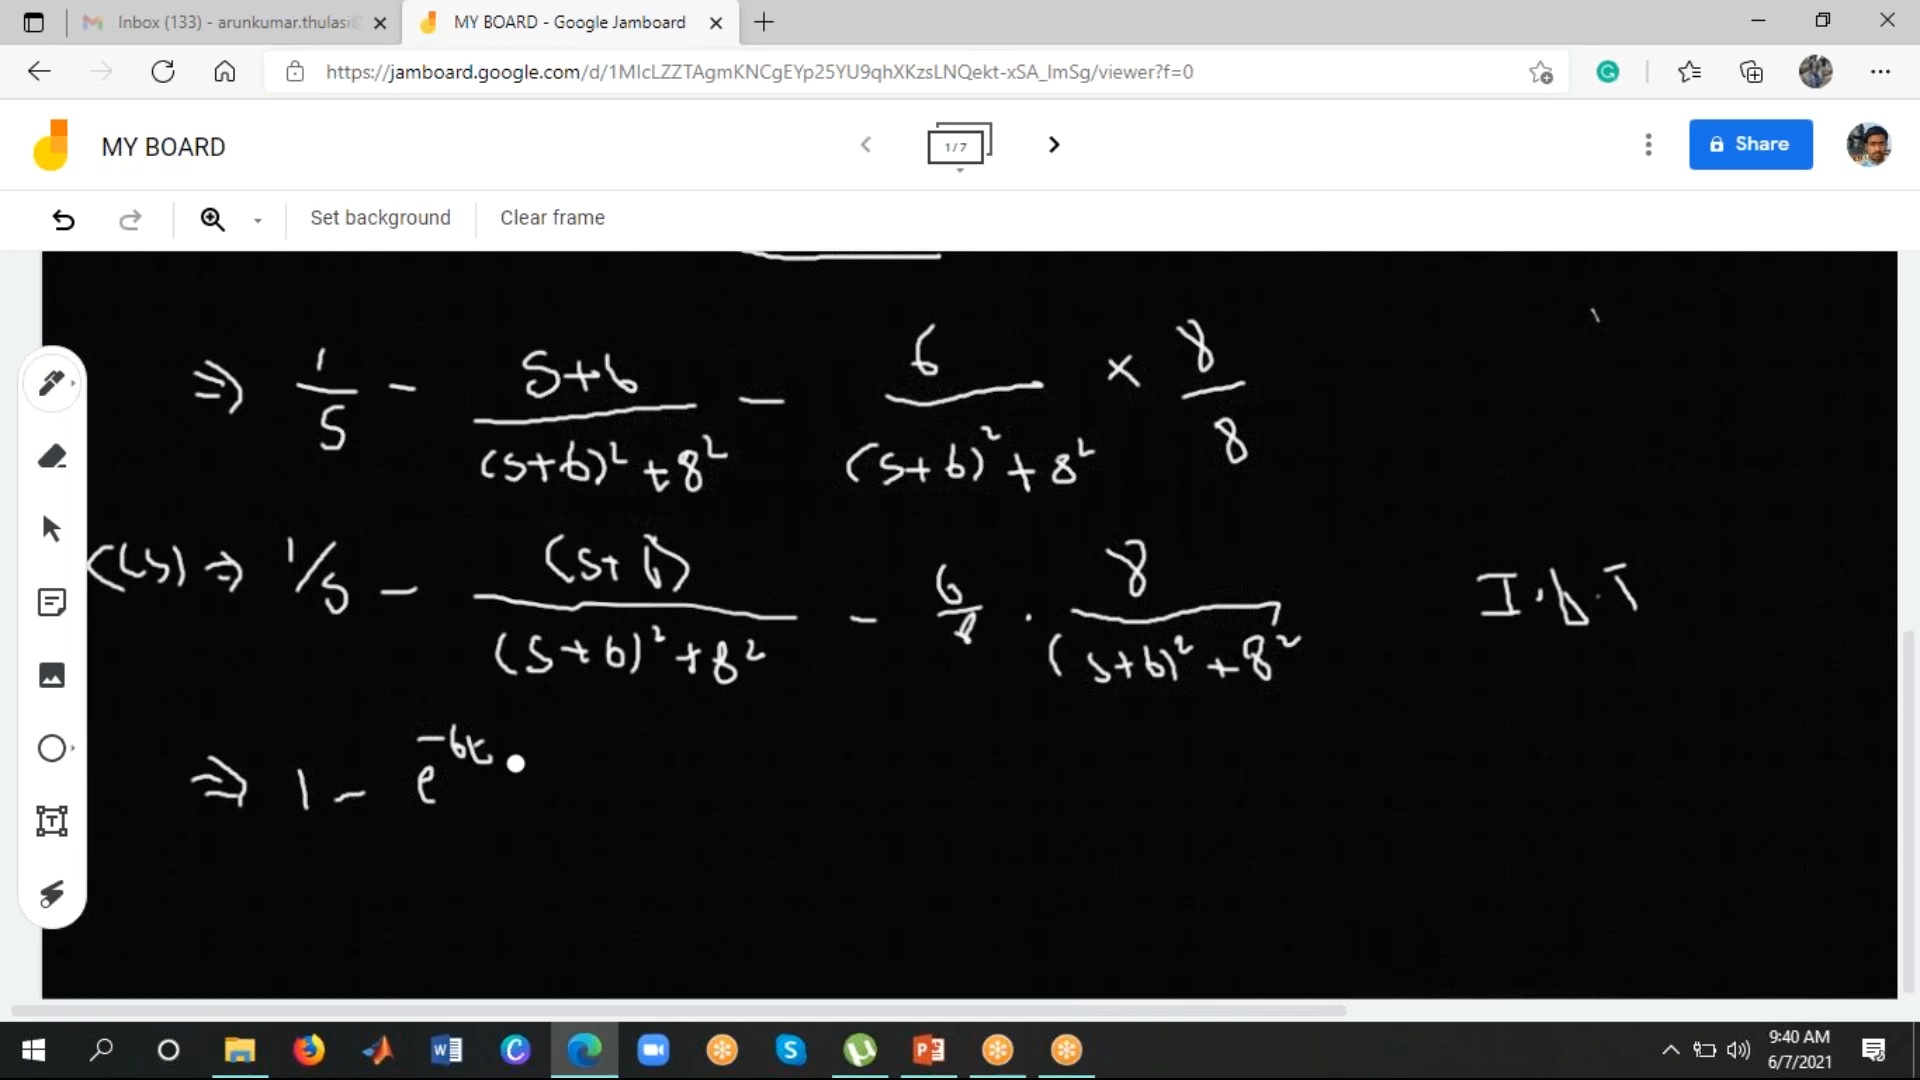 Inbox (133) - arunkumar.thulasi
MY BOARD - Google Jamboard
https://jamboard.google.com/d/1MIcLZZTAgmKNCgEYp25YU9qhXKzsLNQekt-xSA_ImSg/viewer?f=0
MY BOARD
1/7
Share
Set background
Clear frame
⇒ 1/s - (s+6)/((s+6)² + 8²) - 6/((s+6)² + 8²) × 8/8
C(s) ⇒ 1/s - (s+6)/((s+6)² + 8²) - 6/8 · 8/((s+6)² + 8²)
⇒ 1 - e^-6t
9:40 AM
6/7/2021